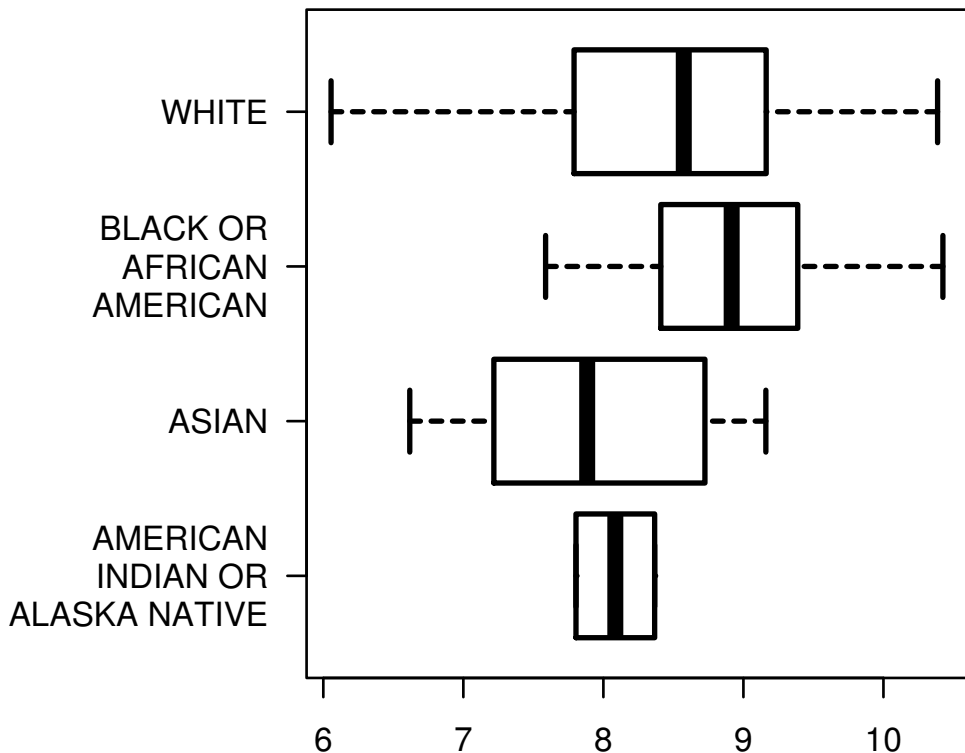 WHITE
BLACK OR
AFRICAN
AMERICAN
ASIAN
AMERICAN
INDIAN OR
ALASKA NATIVE
6 7 8 9 10